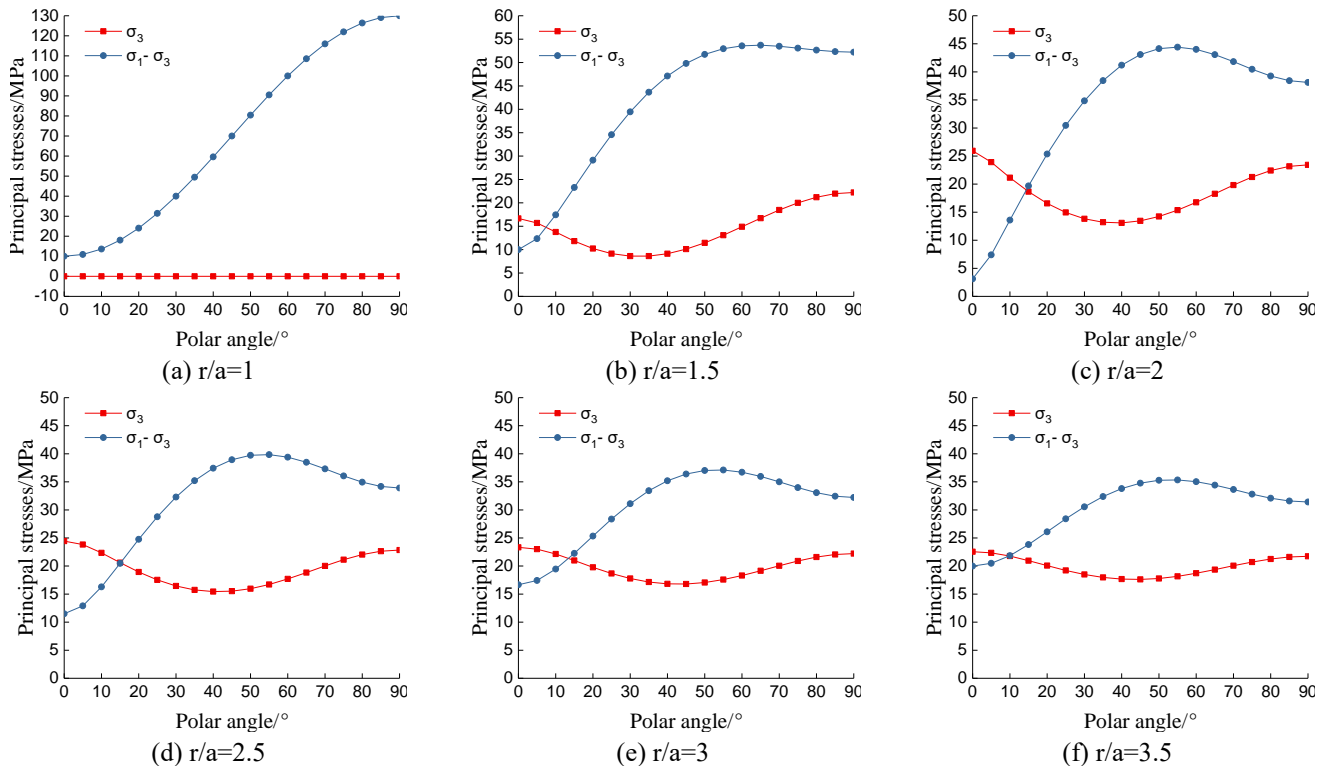 Principal stresses/MPa
130
120
110
100
90
80
70
60
50
40
30
20
10
0
-10
σ3
σ1- σ3
0 10 20 30 40 50 60 70 80 90
Polar angle/°
(a) r/a=1
Principal stresses/MPa
60
55
50
45
40
35
30
25
20
15
10
5
0
σ3
σ1- σ3
0 10 20 30 40 50 60 70 80 90
Polar angle/°
(b) r/a=1.5
Principal stresses/MPa
50
45
40
35
30
25
20
15
10
5
0
σ3
σ1- σ3
0 10 20 30 40 50 60 70 80 90
Polar angle/°
(c) r/a=2
Principal stresses/MPa
50
45
40
35
30
25
20
15
10
5
0
σ3
σ1- σ3
0 10 20 30 40 50 60 70 80 90
Polar angle/°
(d) r/a=2.5
Principal stresses/MPa
50
45
40
35
30
25
20
15
10
5
0
σ3
σ1- σ3
0 10 20 30 40 50 60 70 80 90
Polar angle/°
(e) r/a=3
Principal stresses/MPa
50
45
40
35
30
25
20
15
10
5
0
σ3
σ1- σ3
0 10 20 30 40 50 60 70 80 90
Polar angle/°
(f) r/a=3.5